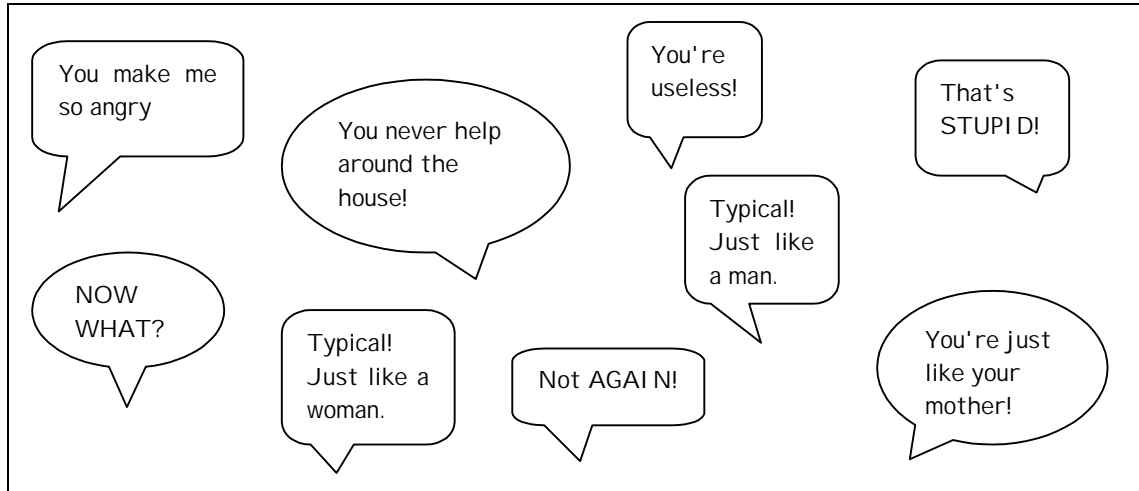 You make me
so angry
You never help
around the
house!
You're
useless!
That's
STUPID!
Typical!
Just like
a man.
NOW
WHAT?
Typical!
Just like a
woman.
Not AGAIN!
You're just
like your
mother!